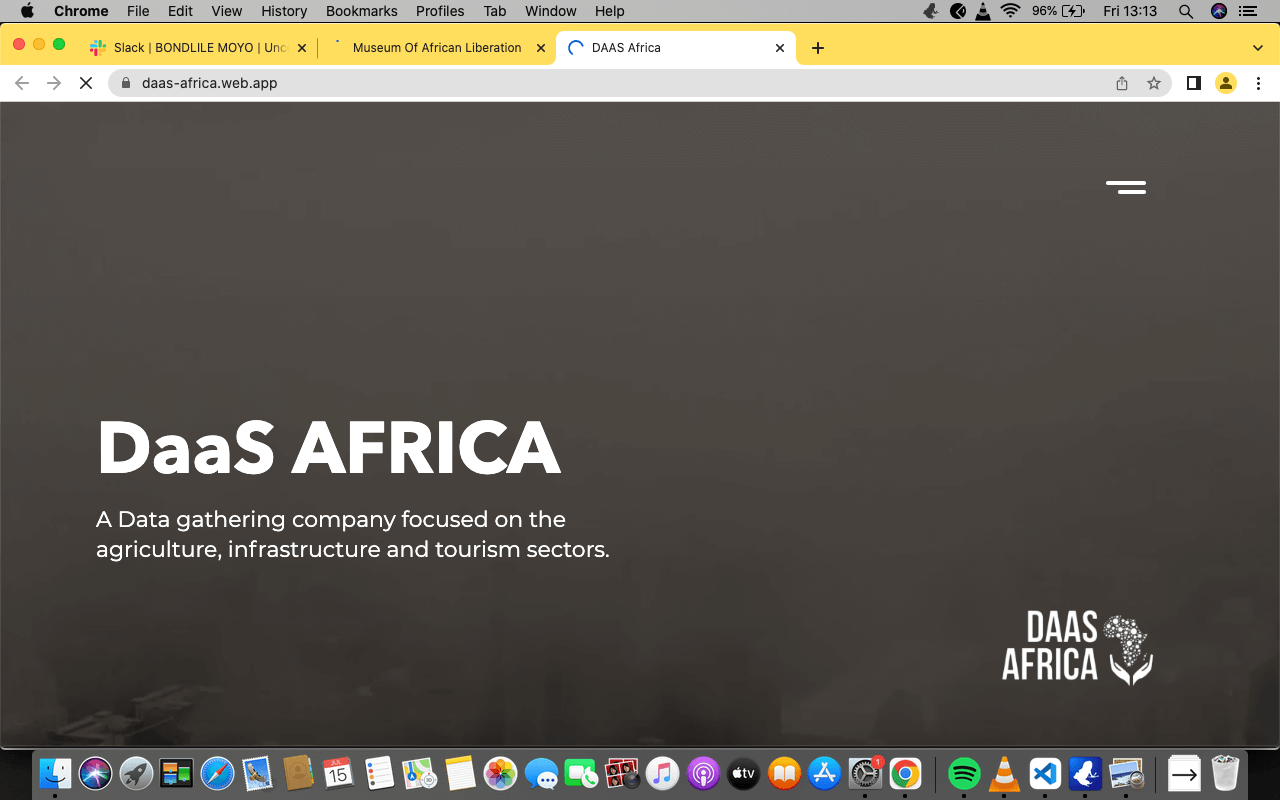 Chrome File Edit View History Bookmarks Profiles Tab Window Help 96% Fri 13:13
Slack | BONDLILE MOYO | Unc
Museum Of African Liberation
DAAS Africa
daas-africa.web.app
DaaS AFRICA
A Data gathering company focused on the
agriculture, infrastructure and tourism sectors.
DAAS
AFRICA
JUL
15
1
tv